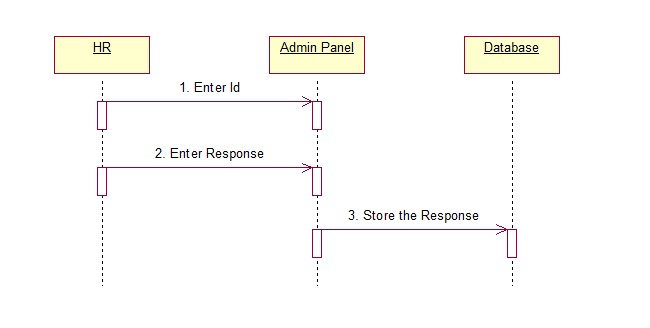 HR
Admin Panel
Database
1. Enter Id
2. Enter Response
3. Store the Response